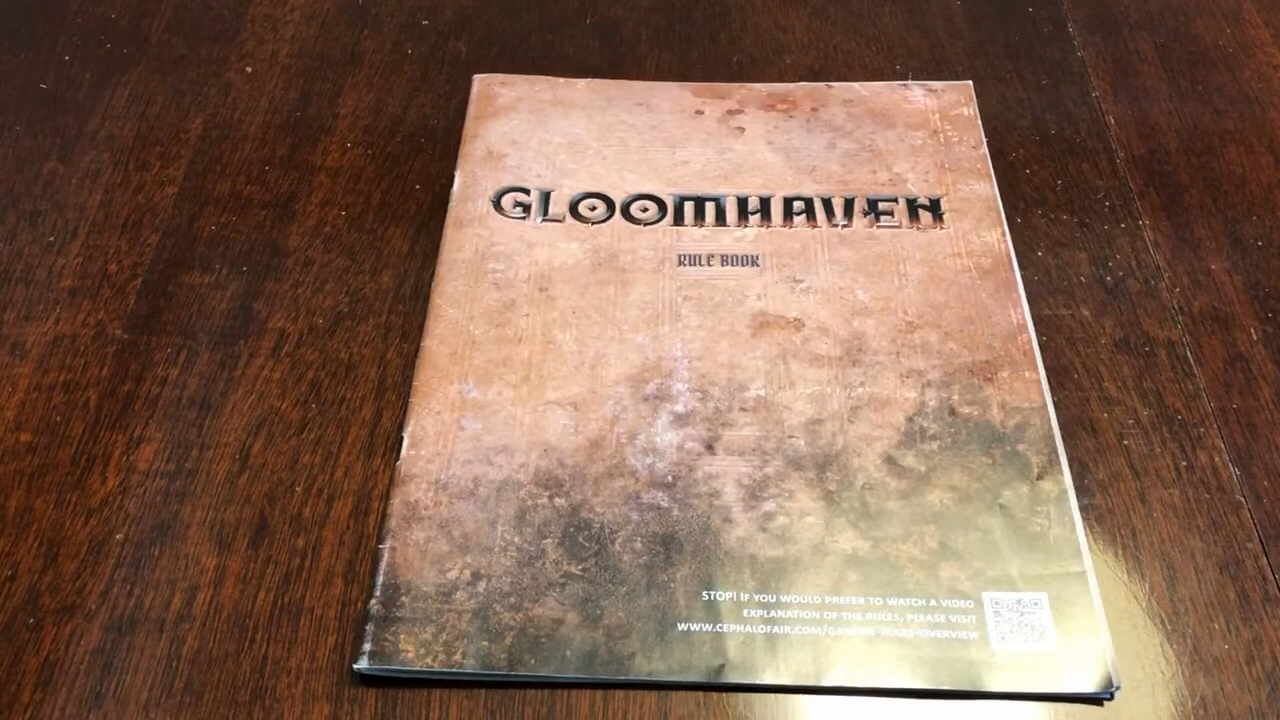 GLOOMHAVEN
RULE BOOK
STOP! IF YOU WOULD PREFER TO WATCH A VIDEO
EXPLANATION OF THE RULES, PLEASE VISIT
WWW.CEPHALOFAIR.COM/GAMING-RULES-OVERVIEW